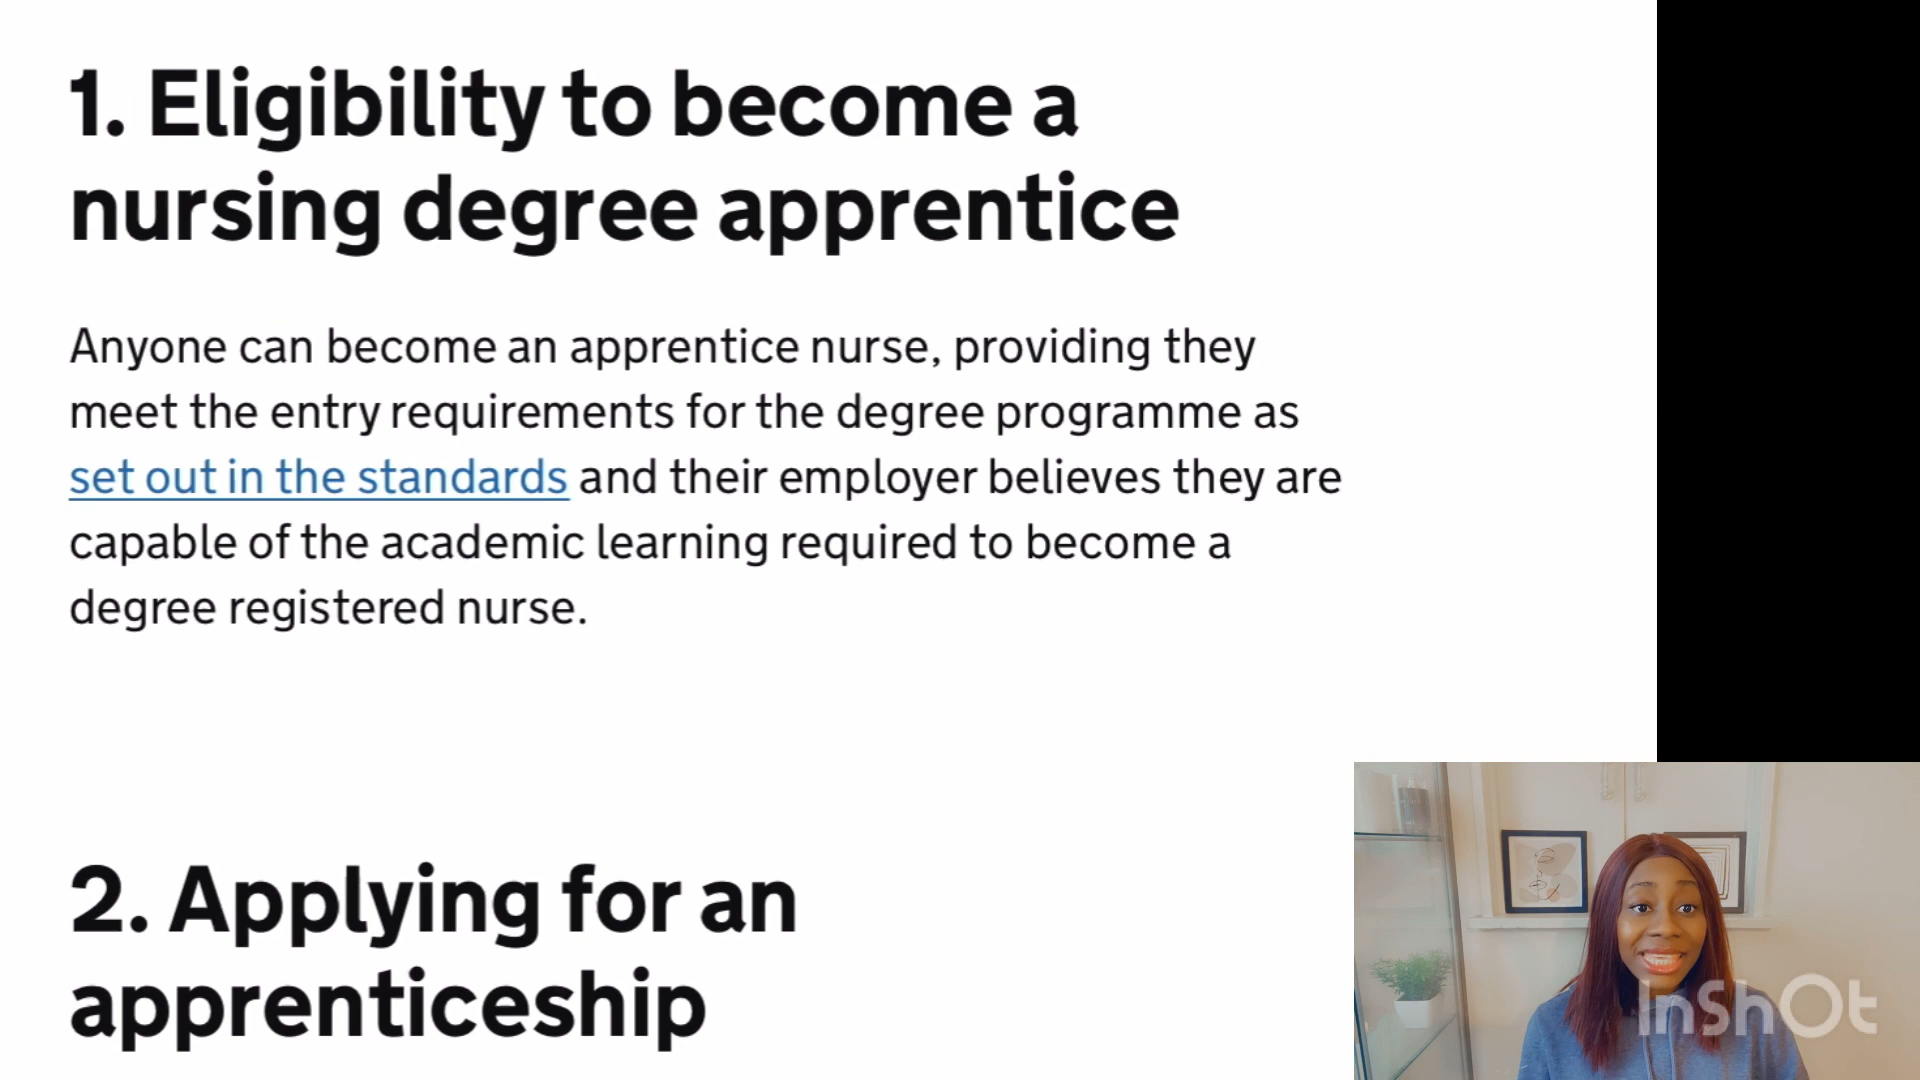 1. Eligibility to become a
nursing degree apprentice
Anyone can become an apprentice nurse, providing they
meet the entry requirements for the degree programme as
set out in the standards and their employer believes they are
capable of the academic learning required to become a
degree registered nurse.
2. Applying for an
apprenticeship
InShOt